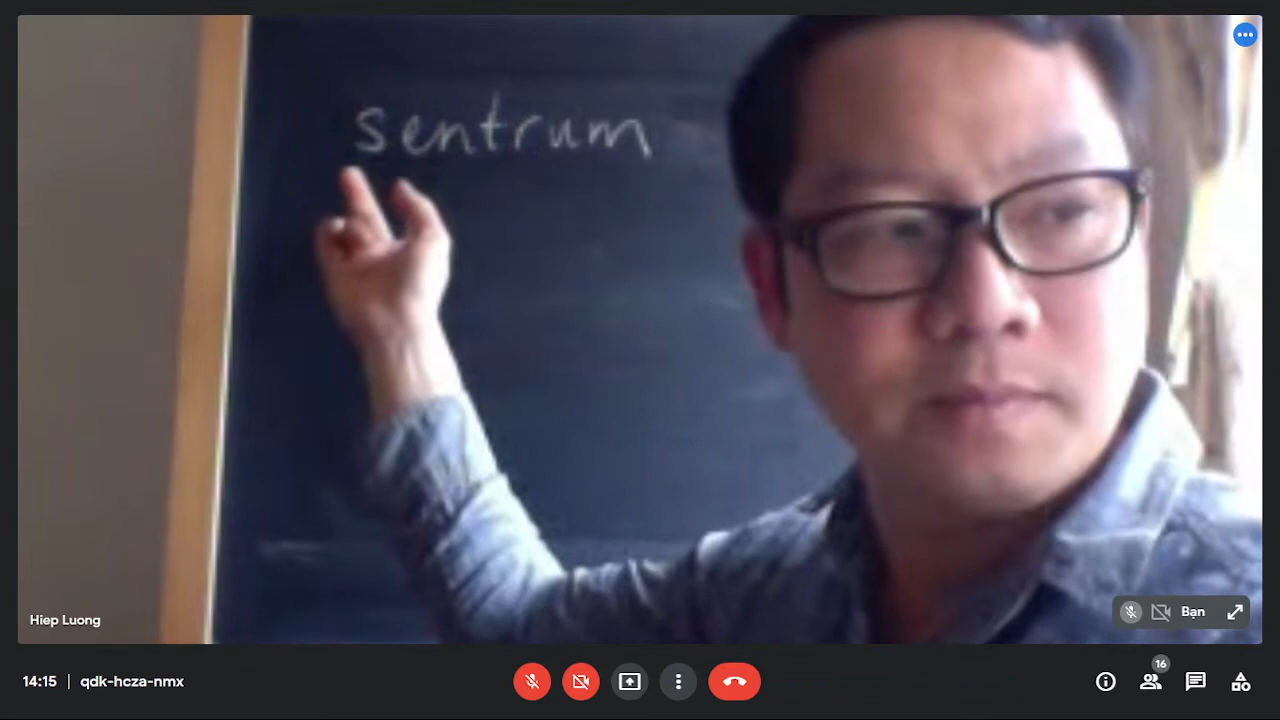 sentrum
Hiep Luong
Bạn
14:15 | qdk-hcza-nmx
16